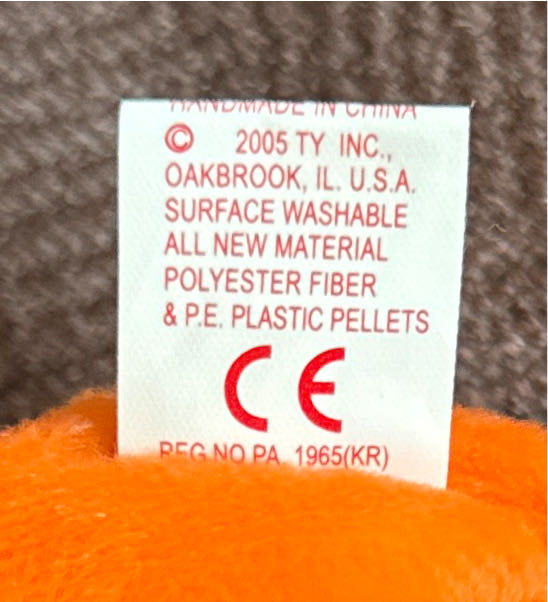 HANDMADE IN CHINA
© 2005 TY INC.,
OAKBROOK, IL. U.S.A.
SURFACE WASHABLE
ALL NEW MATERIAL
POLYESTER FIBER
& P.E. PLASTIC PELLETS
CE
REG NO PA. 1965(KR)